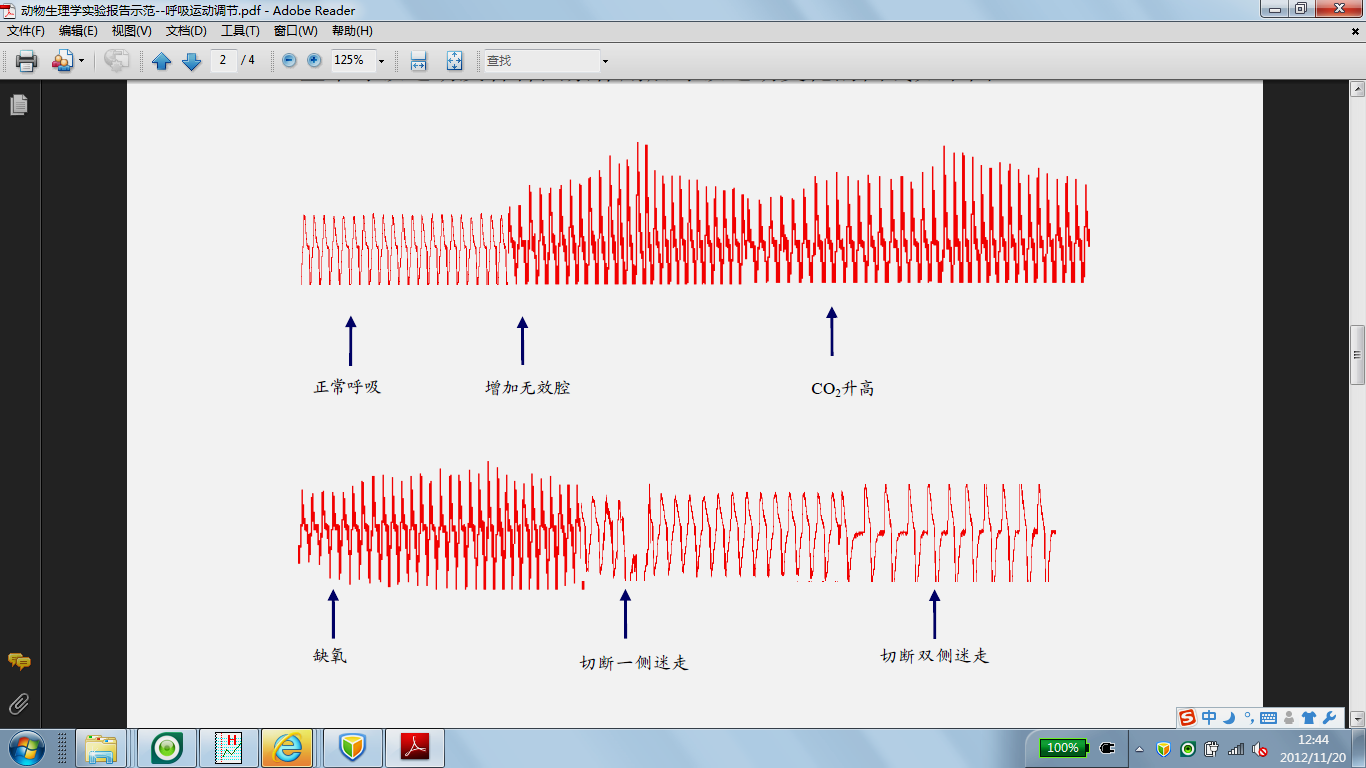 动物生理学实验报告示范--呼吸运动调节.pdf - Adobe Reader
文件(F) 编辑(E) 视图(V) 文档(D) 工具(T) 窗口(W) 帮助(H)
2 / 4 125% 查找
正常呼吸 增加无效腔 CO₂升高
缺氧 切断一侧迷走 切断双侧迷走
中
100% 12:44
2012/11/20